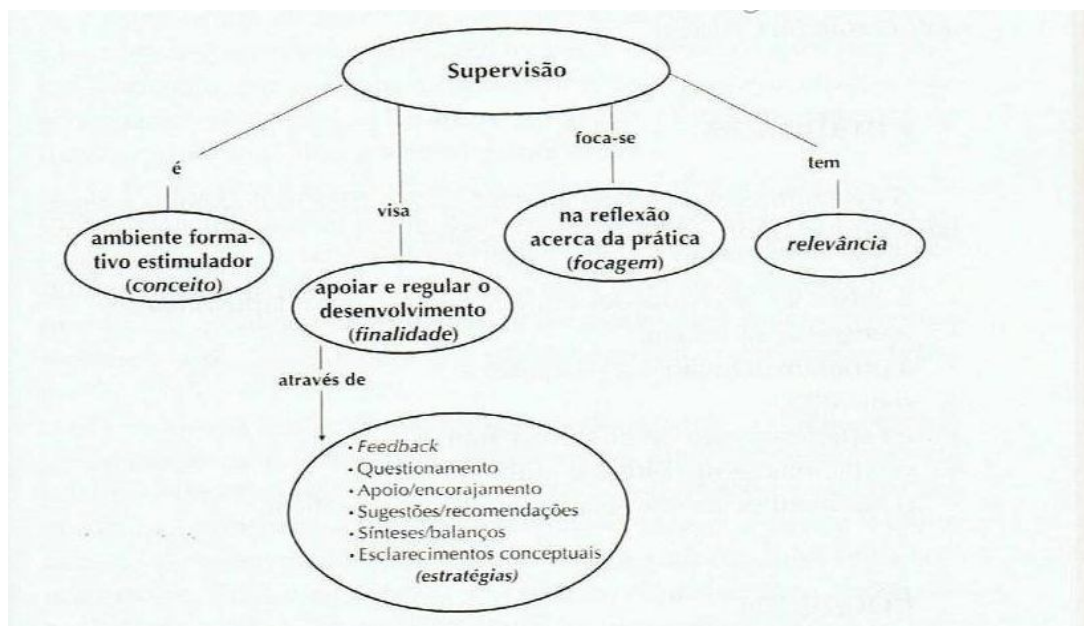 Supervisão
é
visa
foca-se
tem
ambiente forma-
tivo estimulador
(conceito)
apoiar e regular o
desenvolvimento
(finalidade)
na reflexão
acerca da prática
(focagem)
relevância
através de
• Feedback
• Questionamento
• Apoio/encorajamento
• Sugestões/recomendações
• Sínteses/balanços
• Esclarecimentos conceptuais
(estratégias)